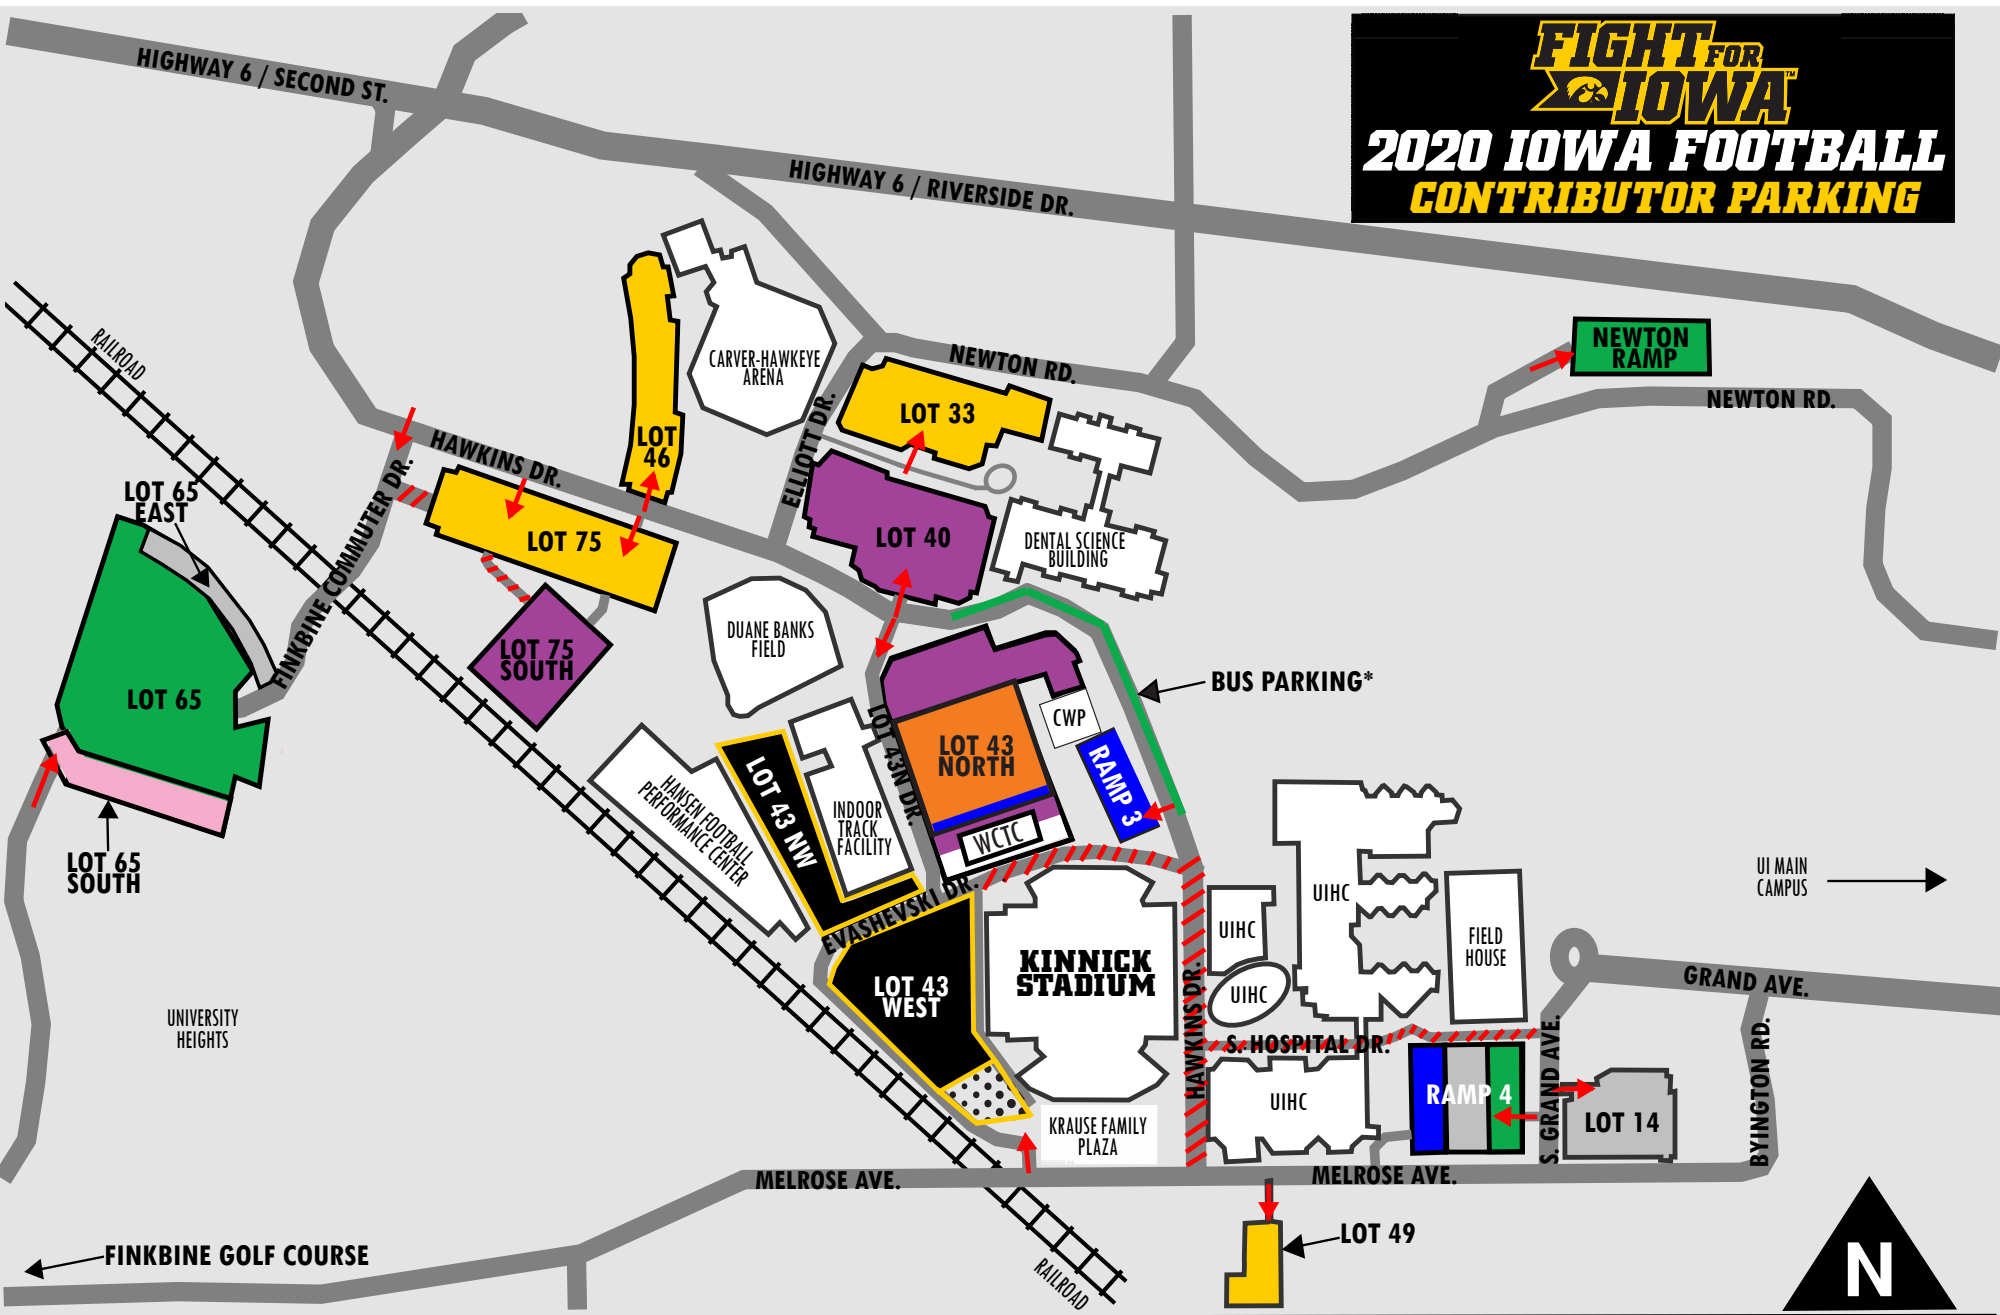 FIGHT FOR
IOWA™
2020 IOWA FOOTBALL
CONTRIBUTOR PARKING
HIGHWAY 6 / SECOND ST.
HIGHWAY 6 / RIVERSIDE DR.
RAILROAD
CARVER-HAWKEYE
ARENA
NEWTON RD.
NEWTON
RAMP
NEWTON RD.
LOT 33
ELLIOTT DR.
LOT
46
HAWKINS DR.
LOT 65
EAST
FINKBINE COMMUTER DR.
LOT 75
LOT 40
DENTAL SCIENCE
BUILDING
DUANE BANKS
FIELD
LOT 75
SOUTH
LOT 65
BUS PARKING*
CWP
LOT 43N DR.
LOT 43
NORTH
RAMP 3
LOT 43 NW
HANSEN FOOTBALL
PERFORMANCE CENTER
INDOOR
TRACK
FACILITY
WCTC
LOT 65
SOUTH
UI MAIN
CAMPUS
EVASHEVSKI DR.
UIHC
UIHC
UIHC
FIELD
HOUSE
KINNICK
STADIUM
LOT 43
WEST
HAWKINS DR.
GRAND AVE.
UNIVERSITY
HEIGHTS
S. HOSPITAL DR.
S. GRAND AVE.
BYINGTON RD.
UIHC
RAMP 4
LOT 14
KRAUSE FAMILY
PLAZA
MELROSE AVE.
MELROSE AVE.
LOT 49
FINKBINE GOLF COURSE
RAILROAD
N